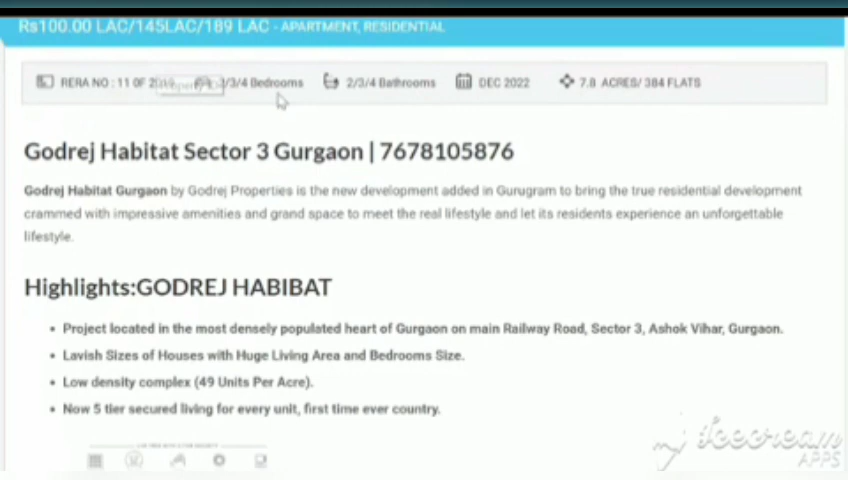 Rs100.00 LAC/145LAC/189 LAC - APARTMENT, RESIDENTIAL
RERA NO : 11 OF 2019 2/3/4 Bedrooms 2/3/4 Bathrooms DEC 2022 7.8 ACRES/ 384 FLATS
Godrej Habitat Sector 3 Gurgaon | 7678105876
Godrej Habitat Gurgaon by Godrej Properties is the new development added in Gurugram to bring the true residential development
crammed with impressive amenities and grand space to meet the real lifestyle and let its residents experience an unforgettable
lifestyle.
Highlights:GODREJ HABIBAT
• Project located in the most densely populated heart of Gurgaon on main Railway Road, Sector 3, Ashok Vihar, Gurgaon.
• Lavish Sizes of Houses with Huge Living Area and Bedrooms Size.
• Low density complex (49 Units Per Acre).
• Now 5 tier secured living for every unit, first time ever country.
Icecream
APPS